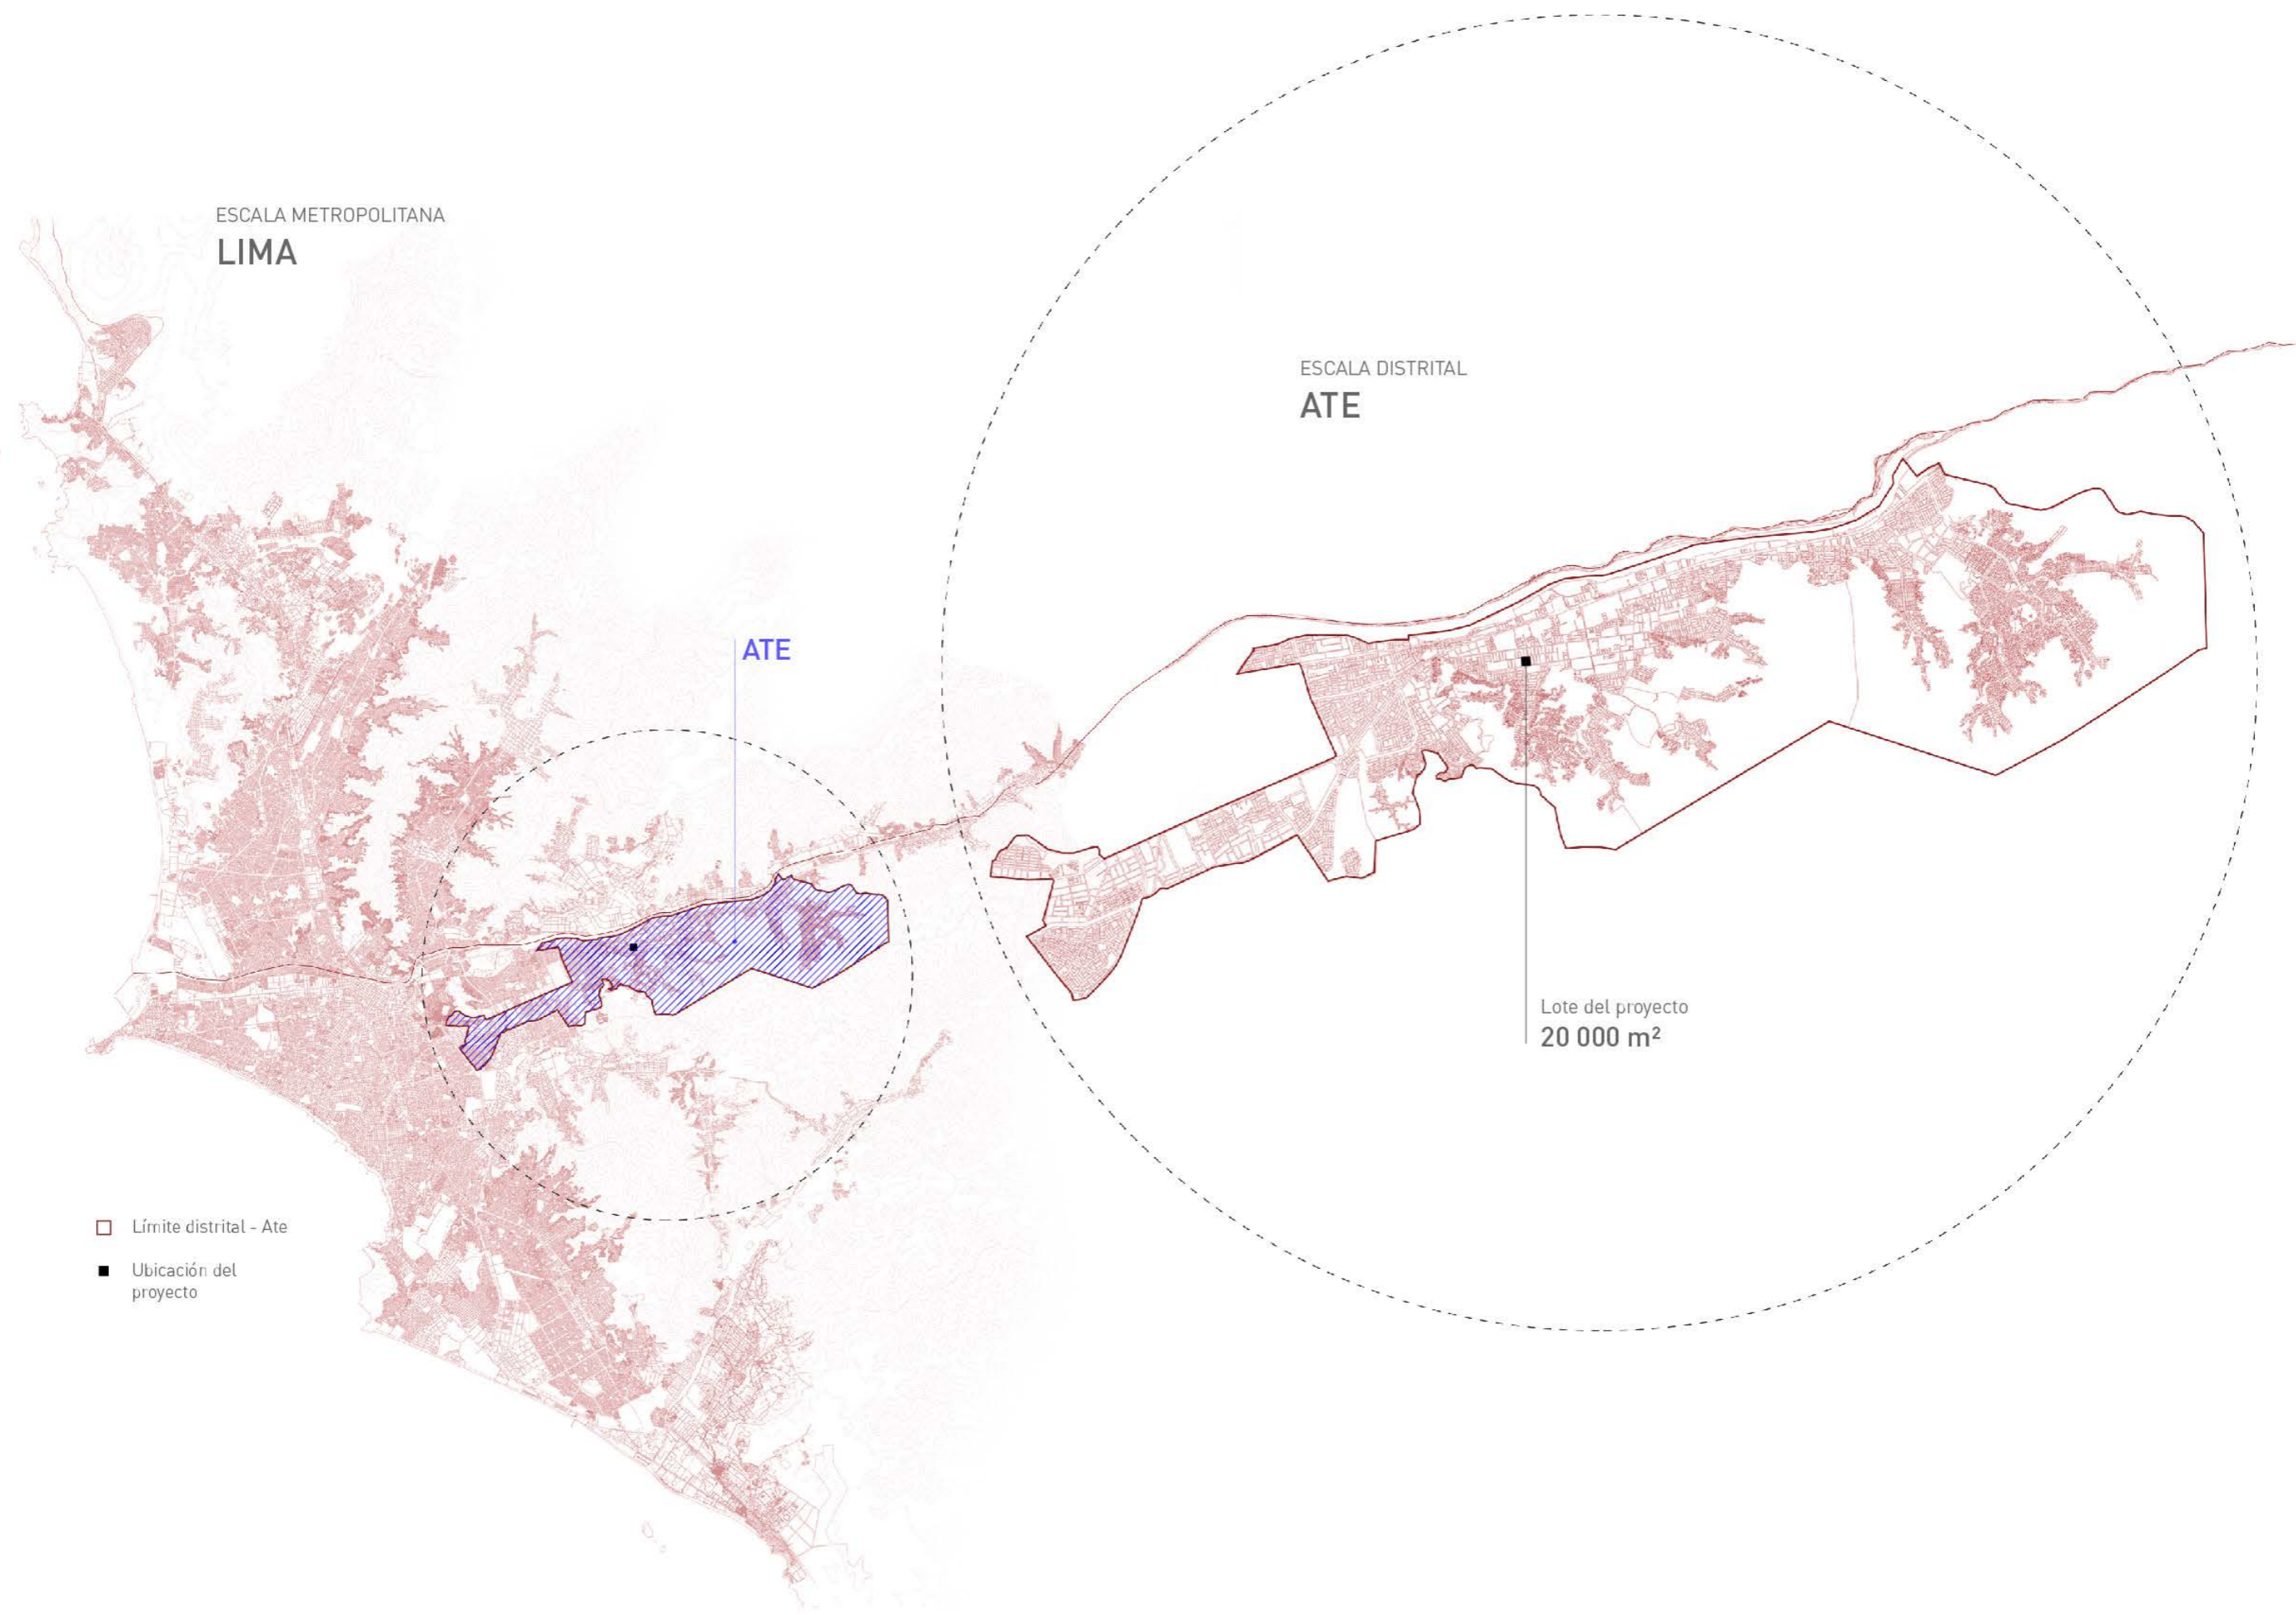 ESCALA METROPOLITANA
LIMA
ESCALA DISTRITAL
ATE
ATE
Lote del proyecto
20 000 m²
Límite distrital - Ate
Ubicación del
proyecto